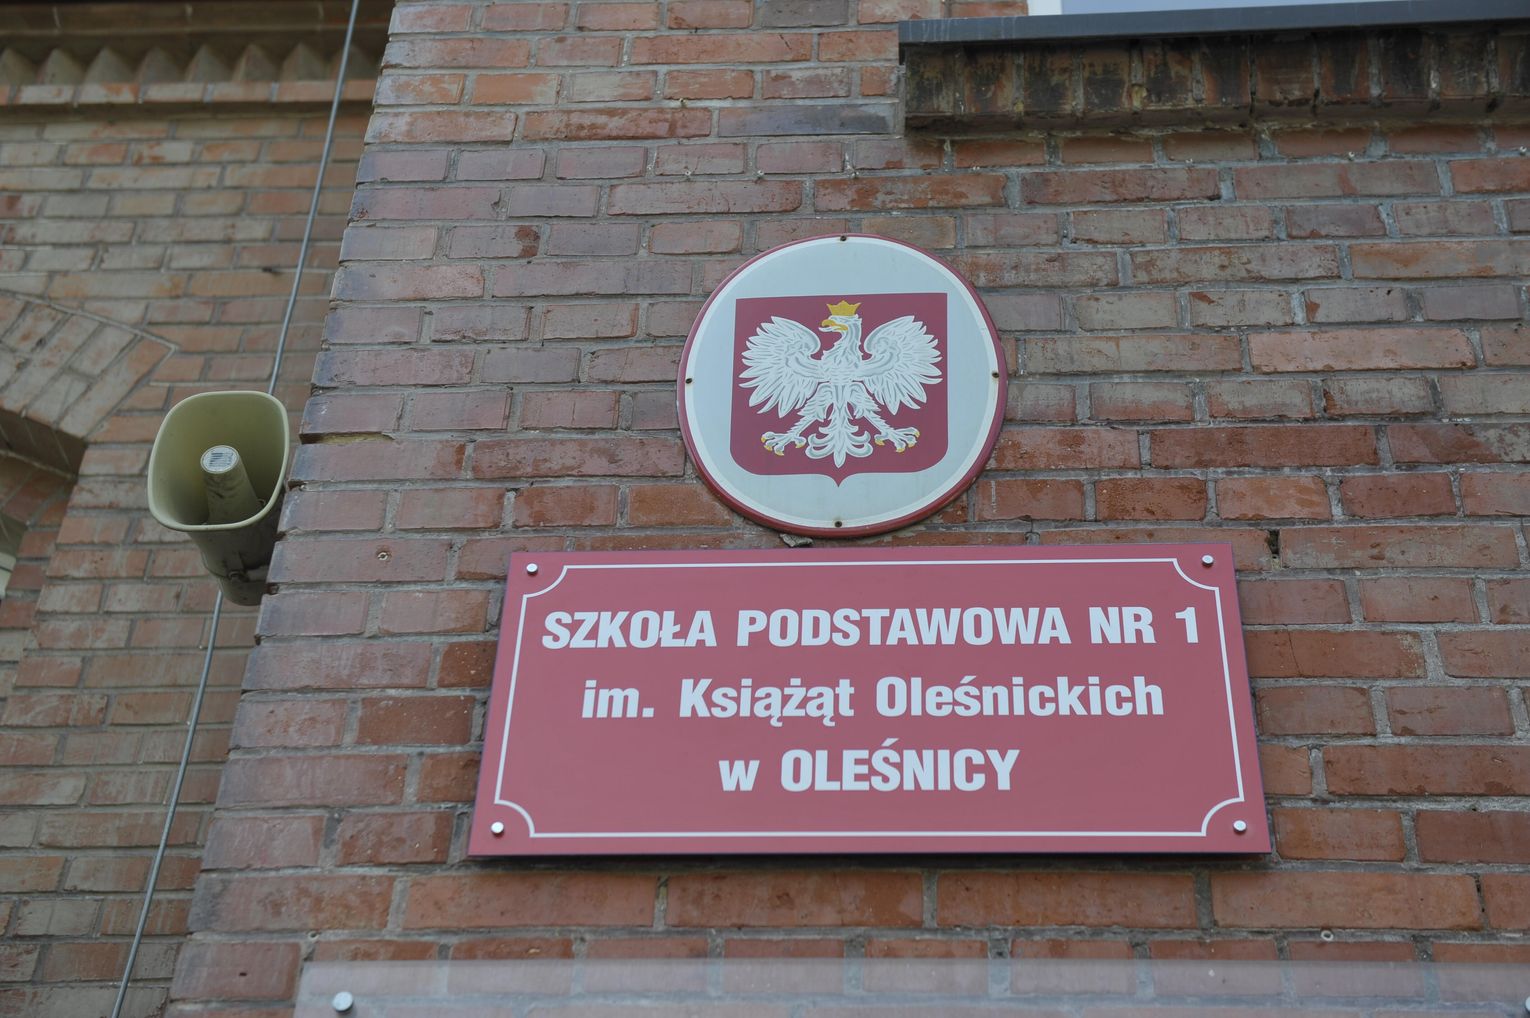 SZKOŁA PODSTAWOWA NR 1
im. Książąt Oleśnickich
w OLEŚNICY